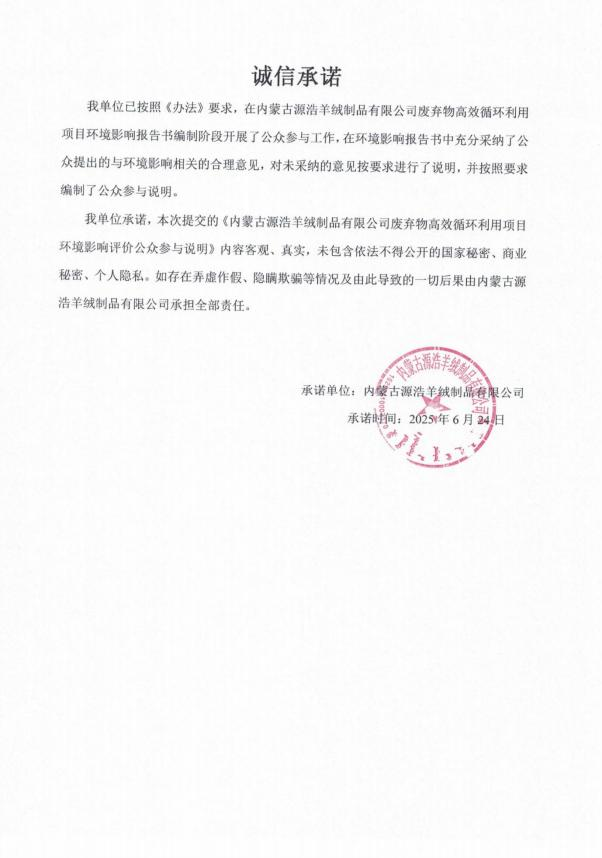 诚信承诺
我单位已按照《办法》要求，在内蒙古源浩羊绒制品有限公司废弃物高效循环利用
项目环境影响报告书编制阶段开展了公众参与工作，在环境影响报告书中充分采纳了公
众提出的与环境影响相关的合理意见，对未采纳的意见按要求进行了说明，并按照要求
编制了公众参与说明。
我单位承诺，本次提交的《内蒙古源浩羊绒制品有限公司废弃物高效循环利用项目
环境影响评价公众参与说明》内容客观、真实，未包含依法不得公开的国家秘密、商业
秘密、个人隐私。如存在弄虚作假、隐瞒欺骗等情况及由此导致的一切后果由内蒙古源
浩羊绒制品有限公司承担全部责任。
承诺单位：内蒙古源浩羊绒制品有限公司
承诺时间：2025 年 6 月 24 日
内蒙古源浩羊绒制品有限公司